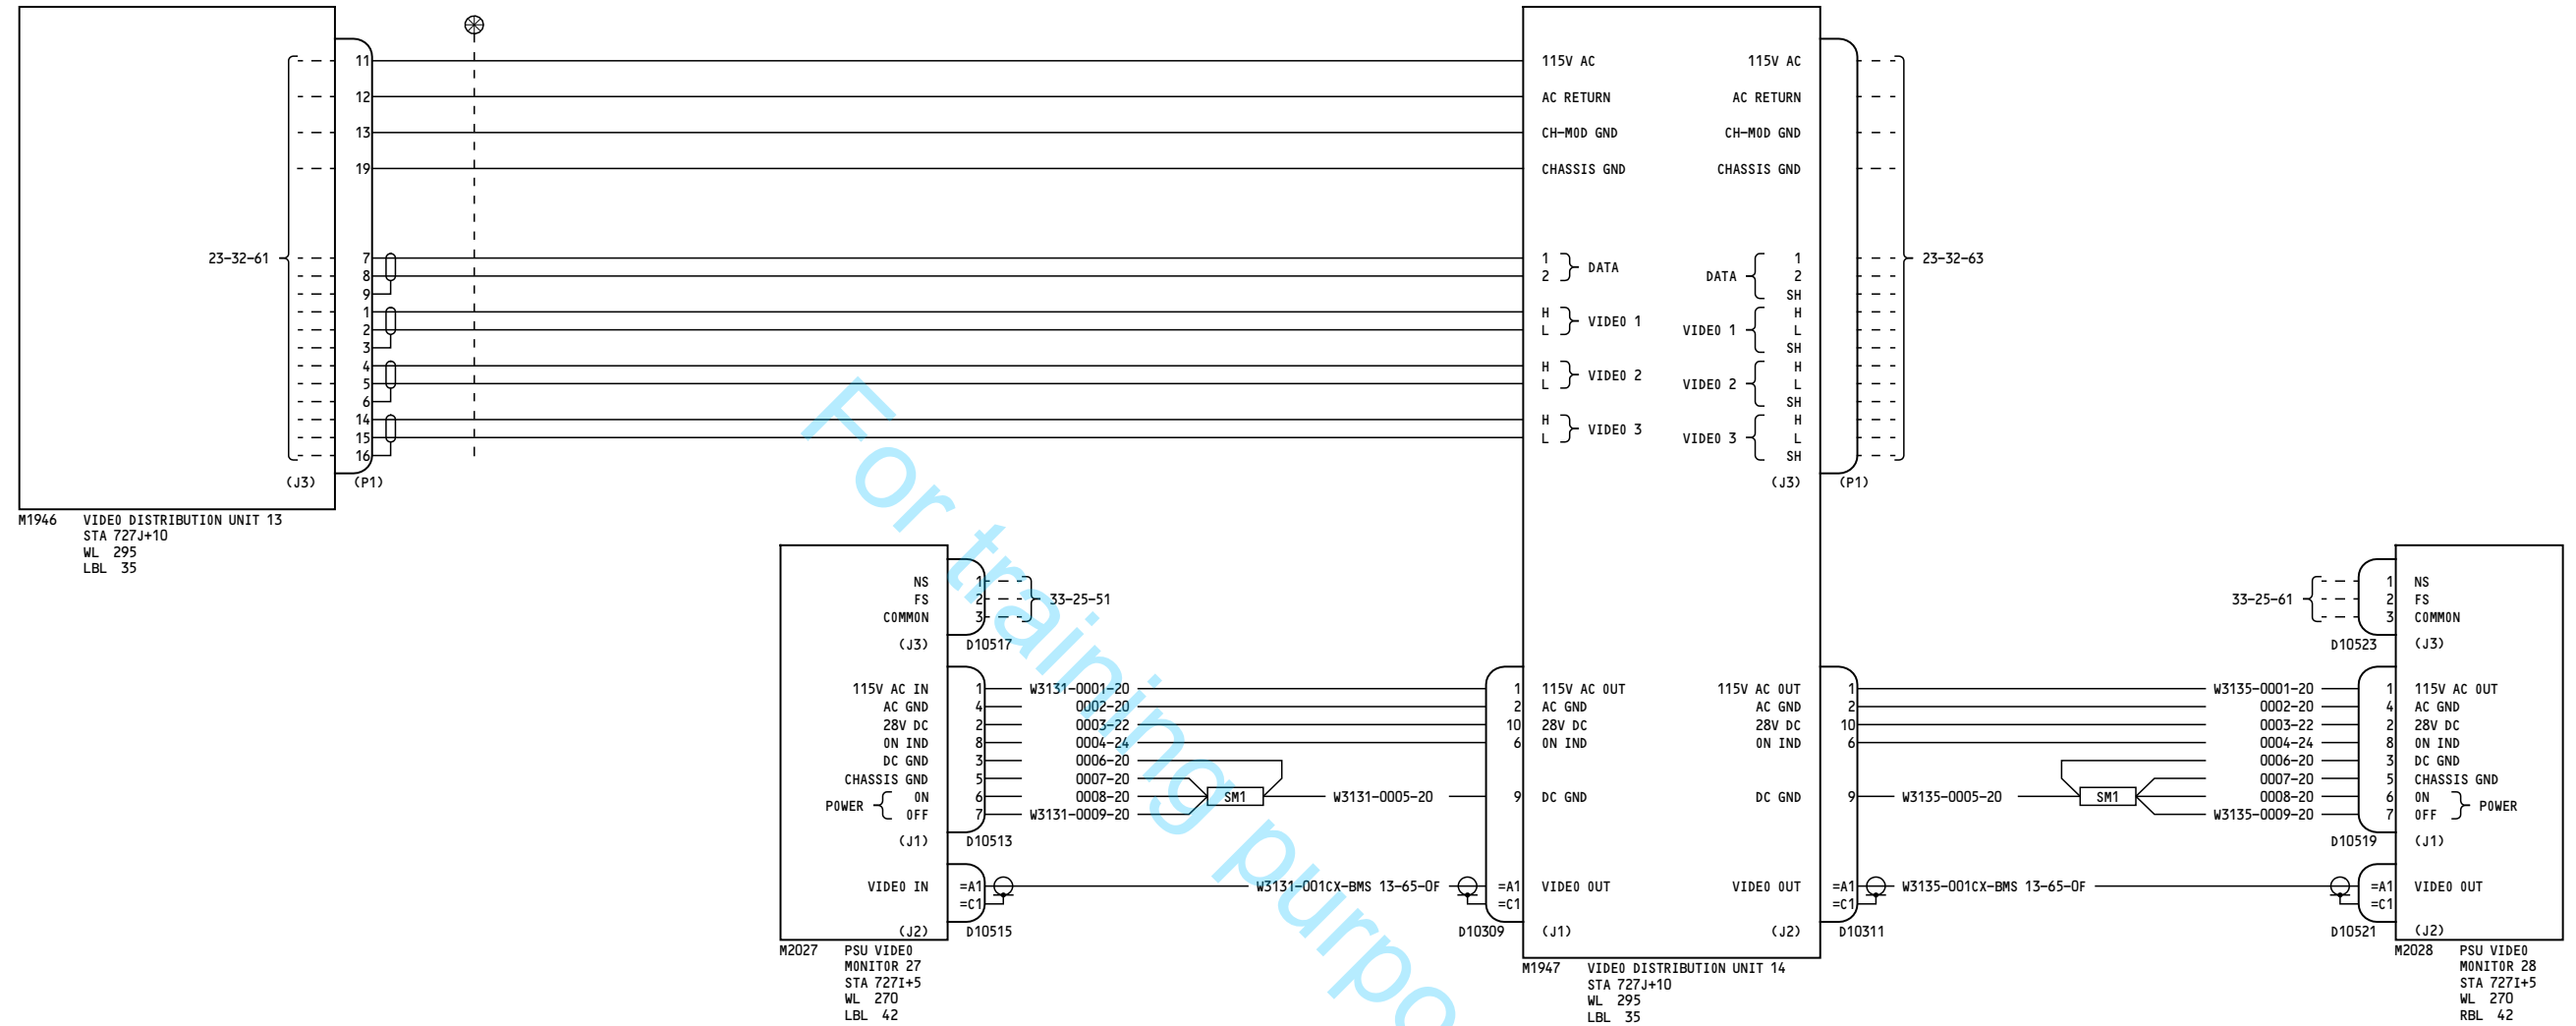 11
12
13
19
7
8
9
1
2
3
4
5
6
14
15
16
23-32-61
(J3) (P1)
M1946 VIDEO DISTRIBUTION UNIT 13
STA 727J+10
WL 295
LBL 35
115V AC 115V AC
AC RETURN AC RETURN
CH-MOD GND CH-MOD GND
CHASSIS GND CHASSIS GND
1 1
2 DATA DATA 2
SH
H H
L VIDEO 1 VIDEO 1 L
SH
H H
L VIDEO 2 VIDEO 2 L
SH
H H
L VIDEO 3 VIDEO 3 L
SH
23-32-63
(J3) (P1)
NS 1
FS 2 33-25-51
COMMON 3
(J3) D10517
115V AC IN 1 W3131-0001-20
AC GND 4 0002-20
28V DC 2 0003-22
ON IND 8 0004-24
DC GND 3 0006-20
CHASSIS GND 5 0007-20
POWER ON 6 0008-20 SM1 W3131-0005-20
OFF 7 W3131-0009-20
(J1) D10513
VIDEO IN =A1 W3131-001CX-BMS 13-65-0F
=C1
(J2) D10515
M2027 PSU VIDEO
MONITOR 27
STA 727I+5
WL 270
LBL 42
1 115V AC OUT 115V AC OUT 1
2 AC GND AC GND 2
10 28V DC 28V DC 10
6 ON IND ON IND 6
9 DC GND DC GND 9
=A1 VIDEO OUT VIDEO OUT =A1
=C1 =C1
D10309 (J1) (J2) D10311
M1947 VIDEO DISTRIBUTION UNIT 14
STA 727J+10
WL 295
LBL 35
1 NS
33-25-61 2 FS
3 COMMON
D10523 (J3)
W3135-0001-20 1 115V AC OUT
0002-20 4 AC GND
0003-22 2 28V DC
0004-24 8 ON IND
0006-20 3 DC GND
0007-20 5 CHASSIS GND
W3135-0005-20 SM1 0008-20 6 ON POWER
W3135-0009-20 7 OFF
D10519 (J1)
W3135-001CX-BMS 13-65-0F =A1 VIDEO OUT
=C1
D10521 (J2)
M2028 PSU VIDEO
MONITOR 28
STA 727I+5
WL 270
RBL 42
For training purpo